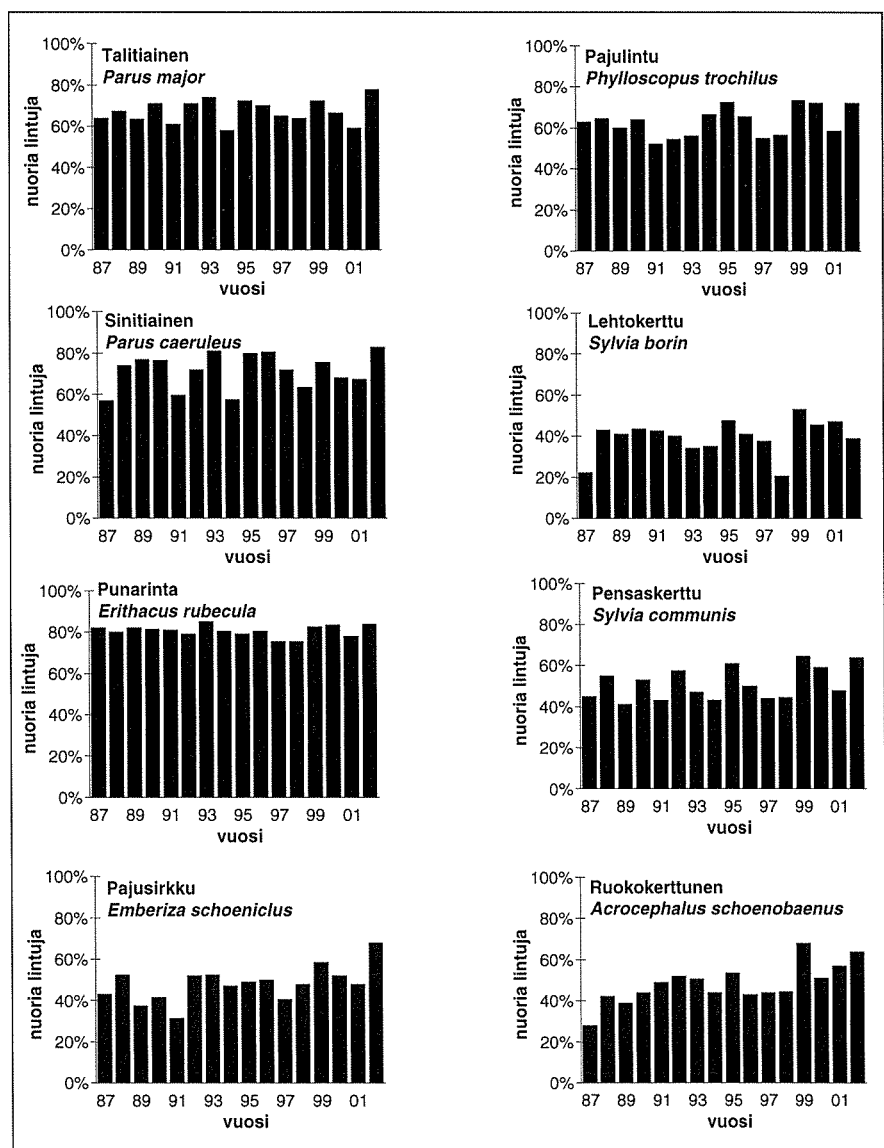 Talitiainen
Parus major
100%
80%
60%
40%
20%
0%
nuoria lintuja
87 89 91 93 95 97 99 01
vuosi
Pajulintu
Phylloscopus trochilus
100%
80%
60%
40%
20%
0%
nuoria lintuja
87 89 91 93 95 97 99 01
vuosi
Sinitiainen
Parus caeruleus
100%
80%
60%
40%
20%
0%
nuoria lintuja
87 89 91 93 95 97 99 01
vuosi
Lehtokerttu
Sylvia borin
100%
80%
60%
40%
20%
0%
nuoria lintuja
87 89 91 93 95 97 99 01
vuosi
Punarinta
Erithacus rubecula
100%
80%
60%
40%
20%
0%
nuoria lintuja
87 89 91 93 95 97 99 01
vuosi
Pensaskerttu
Sylvia communis
100%
80%
60%
40%
20%
0%
nuoria lintuja
87 89 91 93 95 97 99 01
vuosi
Pajusirkku
Emberiza schoeniclus
100%
80%
60%
40%
20%
0%
nuoria lintuja
87 89 91 93 95 97 99 01
vuosi
Ruokokerttunen
Acrocephalus schoenobaenus
100%
80%
60%
40%
20%
0%
nuoria lintuja
87 89 91 93 95 97 99 01
vuosi